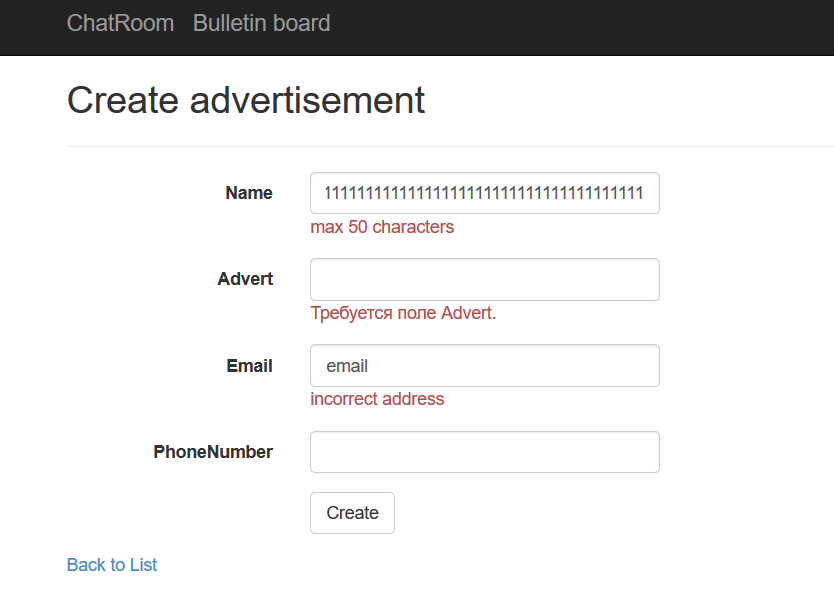 ChatRoom Bulletin board
Create advertisement
Name 1111111111111111111111111111111111111111
max 50 characters
Advert
Требуется поле Advert.
Email email
incorrect address
PhoneNumber
Create
Back to List